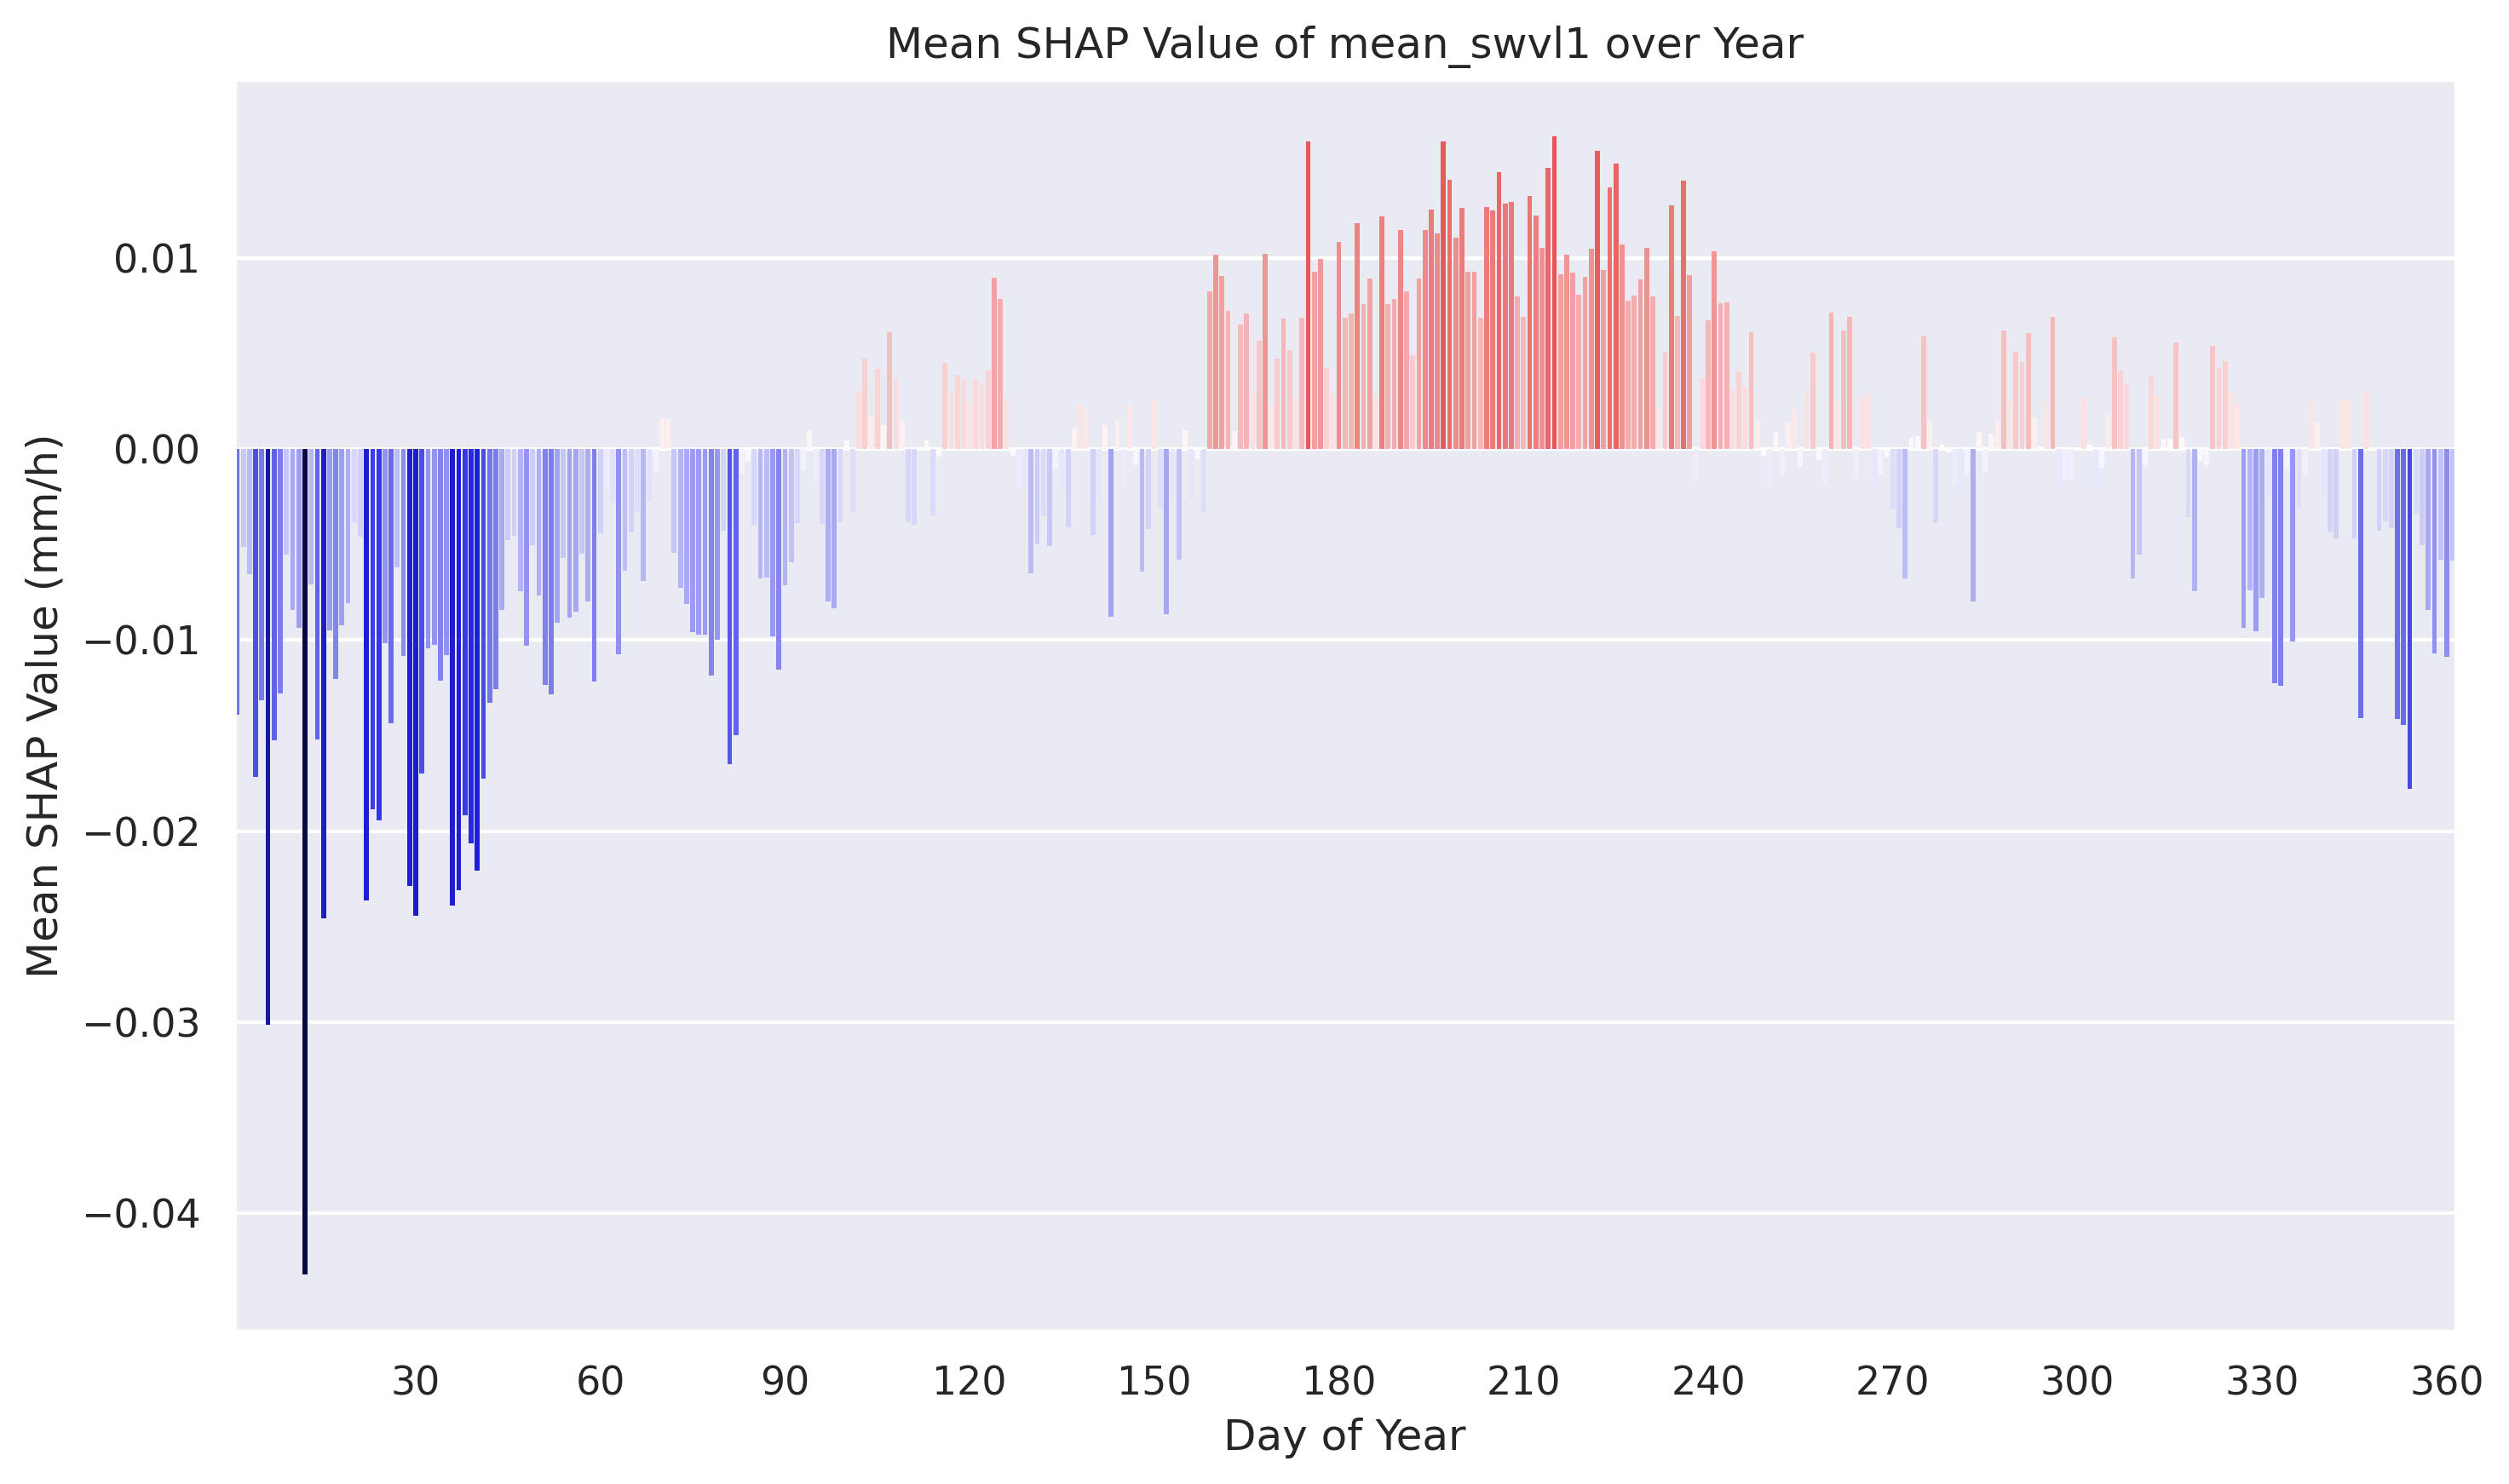 Mean SHAP Value of mean_swvl1 over Year
Mean SHAP Value (mm/h)
0.01
0.00
−0.01
−0.02
−0.03
−0.04
30 60 90 120 150 180 210 240 270 300 330 360
Day of Year